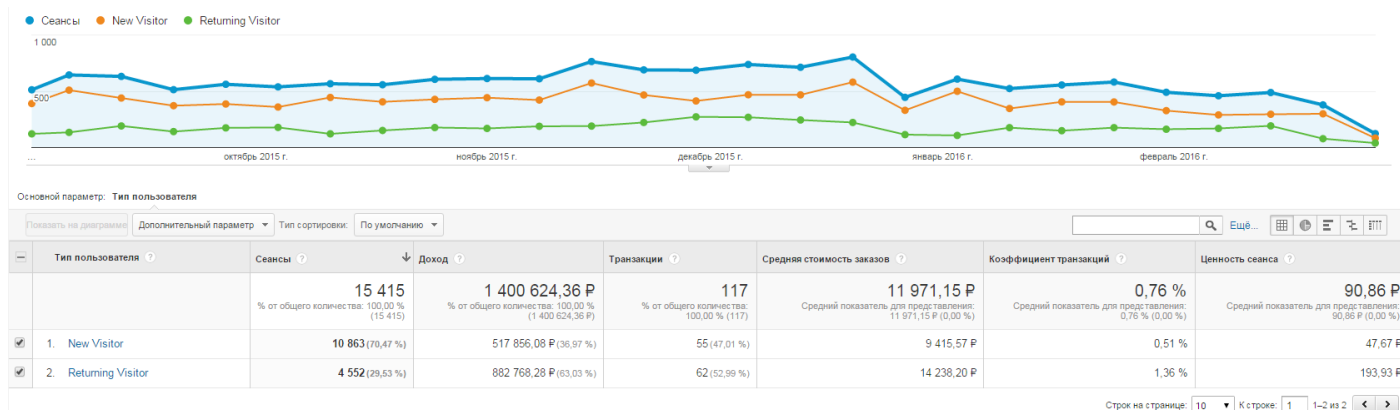 Сеансы New Visitor Returning Visitor
1 000
500
... октябрь 2015 г. ноябрь 2015 г. декабрь 2015 г. январь 2016 г. февраль 2016 г.
Основной параметр: Тип пользователя
Показать на диаграмме Дополнительный параметр Тип сортировки: По умолчанию Ещё...
Тип пользователя ? Сеансы ? Доход ? Транзакции ? Средняя стоимость заказов ? Коэффициент транзакций ? Ценность сеанса ?
15 415 1 400 624,36 ₽ 117 11 971,15 ₽ 0,76 % 90,86 ₽
% от общего количества: 100,00 % % от общего количества: 100,00 % % от общего количества: Средний показатель для представления: Средний показатель для представления: Средний показатель для представления:
(15 415) (1 400 624,36 ₽) 100,00 % (117) 11 971,15 ₽ (0,00 %) 0,76 % (0,00 %) 90,86 ₽ (0,00 %)
1. New Visitor 10 863 (70,47 %) 517 856,08 ₽ (36,97 %) 55 (47,01 %) 9 415,57 ₽ 0,51 % 47,67 ₽
2. Returning Visitor 4 552 (29,53 %) 882 768,28 ₽ (63,03 %) 62 (52,99 %) 14 238,20 ₽ 1,36 % 193,93 ₽
Строк на странице: 10 К строке: 1 1–2 из 2